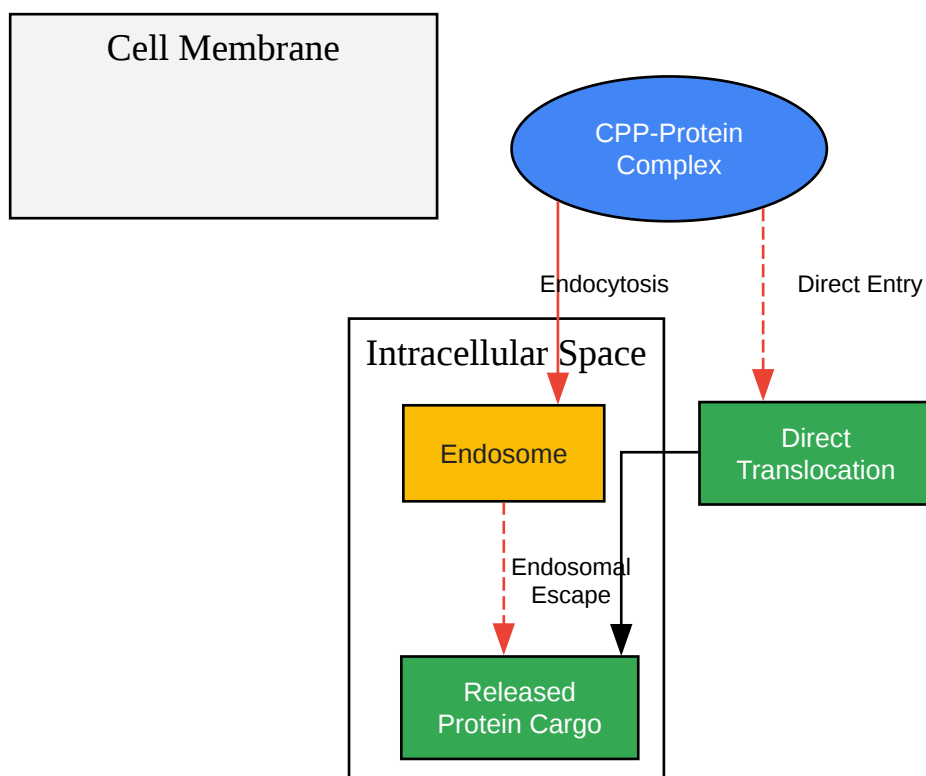 Cell Membrane
CPP-Protein
Complex
Endocytosis
Direct Entry
Intracellular Space
Endosome
Direct
Translocation
Endosomal
Escape
Released
Protein Cargo